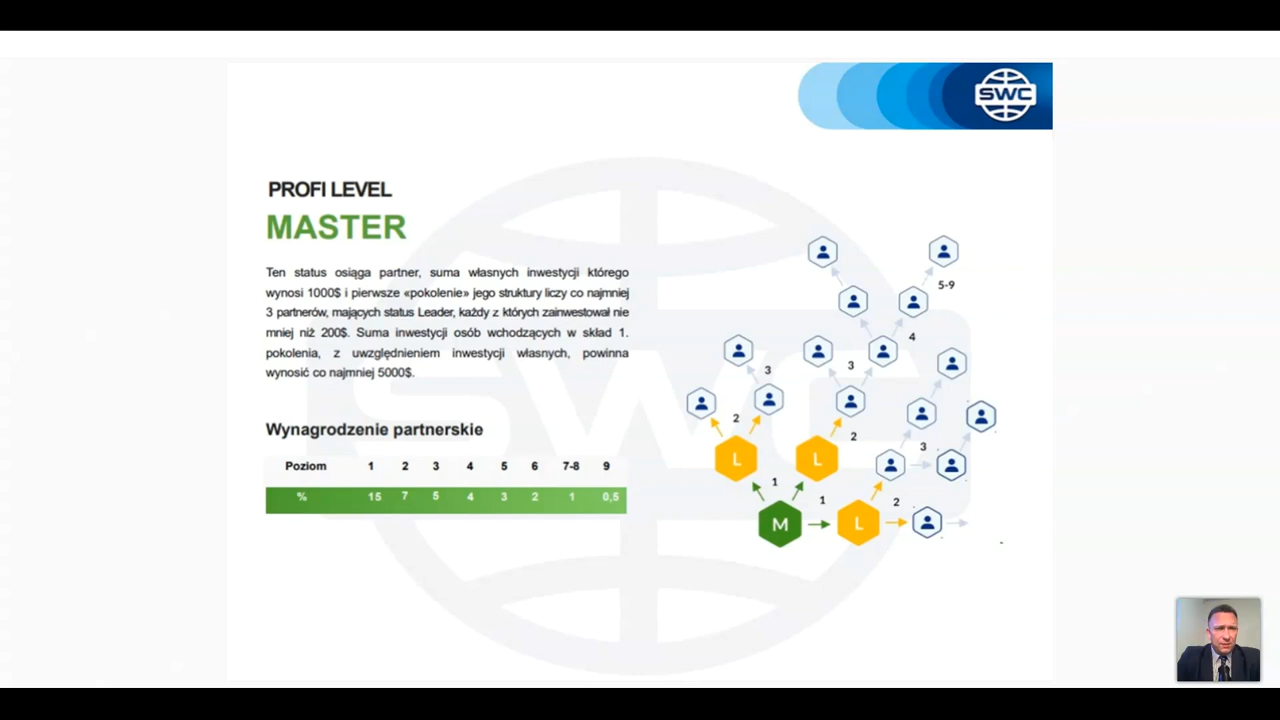 SWC
PROFI LEVEL
MASTER
Ten status osiąga partner, suma własnych inwestycji którego
wynosi 1000$ i pierwsze «pokolenie» jego struktury liczy co najmniej
3 partnerów, mających status Leader, każdy z których zainwestował nie
mniej niż 200$. Suma inwestycji osób wchodzących w skład 1.
pokolenia, z uwzględnieniem inwestycji własnych, powinna
wynosić co najmniej 5000$.
Wynagrodzenie partnerskie
Poziom 1 2 3 4 5 6 7-8 9
% 15 7 5 4 3 2 1 0,5
5-9
4
3 3
2 2
L L 3
1 1 2
M L
SWC